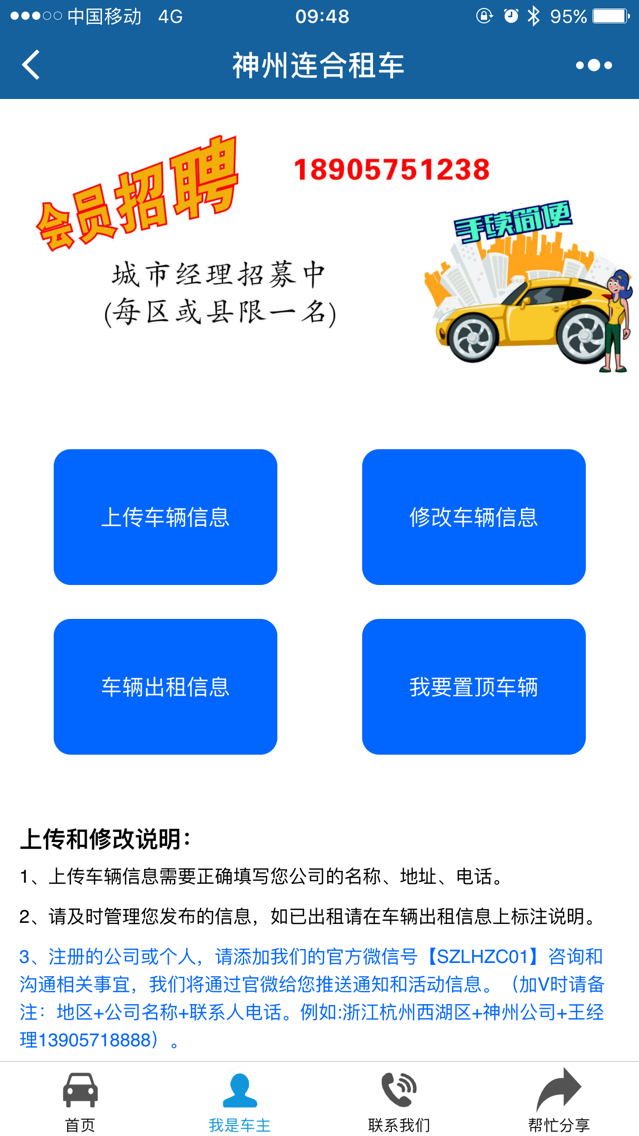 中国移动 4G 09:48 95%
神州连合租车
会员招聘
18905751238
手续简便
城市经理招募中
(每区或县限一名)
上传车辆信息
修改车辆信息
车辆出租信息
我要置顶车辆
上传和修改说明：
1、上传车辆信息需要正确填写您公司的名称、地址、电话。
2、请及时管理您发布的信息，如已出租请在车辆出租信息上标注说明。
3、注册的公司或个人，请添加我们的官方微信号【SZLHZC01】咨询和
沟通相关事宜，我们将通过官微给您推送通知和活动信息。（加V时请备
注：地区+公司名称+联系人电话。例如:浙江杭州西湖区+神州公司+王经
理13905718888）。
首页
我是车主
联系我们
帮忙分享